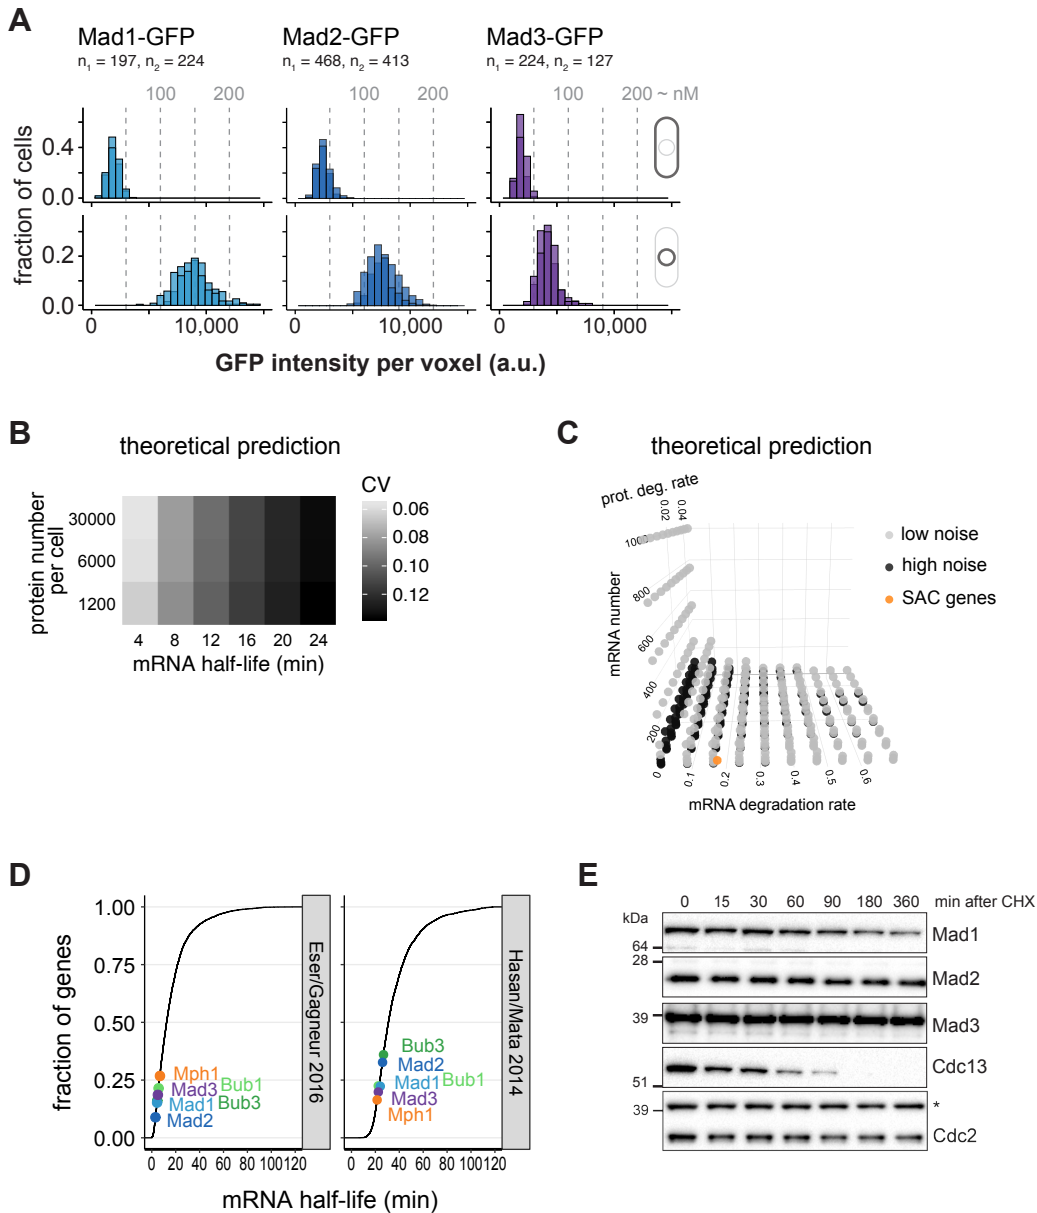 A
Mad1-GFP
n1 = 197, n2 = 224
Mad2-GFP
n1 = 468, n2 = 413
Mad3-GFP
n1 = 224, n2 = 127
100 200 100 200 100 200 ~ nM
fraction of cells
0.4
0.0
fraction of cells
0.2
0.0
0 10,000 0 10,000 0 10,000
GFP intensity per voxel (a.u.)
B
theoretical prediction
protein number
per cell
30000
6000
1200
4 8 12 16 20 24
mRNA half-life (min)
CV
0.06
0.08
0.10
0.12
C
theoretical prediction
prot. deg. rate
0.02
0.04
mRNA number
1000
800
600
400
200
0 0.1 0.2 0.3 0.4 0.5 0.6
mRNA degradation rate
low noise
high noise
SAC genes
D
fraction of genes
1.00
0.75
0.50
0.25
0.00
Mph1
Mad3 Bub1
Mad1 Bub3
Mad2
Eser/Gagneur 2016
Bub3
Mad2
Mad1 Bub1
Mad3
Mph1
Hasan/Mata 2014
0 20 40 60 80 100 120 0 20 40 60 80 100 120
mRNA half-life (min)
E
0 15 30 60 90 180 360 min after CHX
kDa
64
Mad1
28
Mad2
39
Mad3
51
Cdc13
39
*
Cdc2